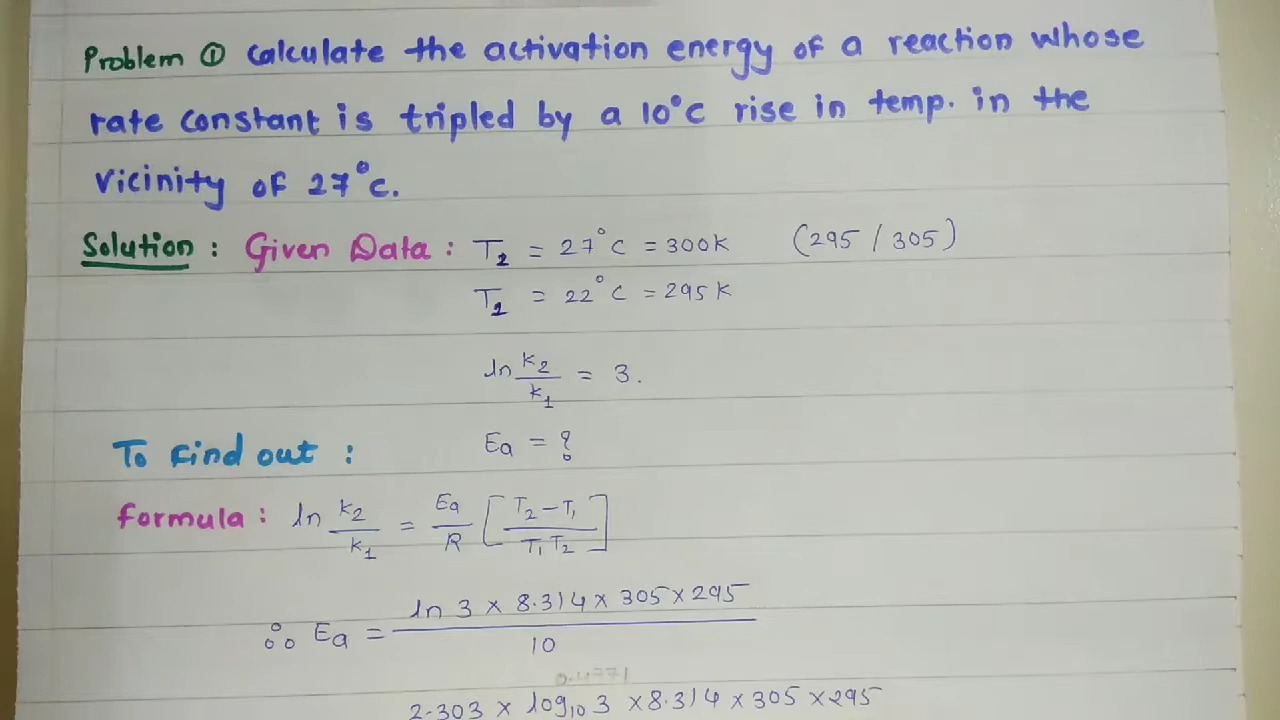 Problem ① Calculate the activation energy of a reaction whose
rate constant is tripled by a 10°C rise in temp. in the
vicinity of 27°C.
Solution : Given Data : T₂ = 27°C = 300K (295 / 305)
T₁ = 22°C = 295 K
ln k₂/k₁ = 3.
To Find out : Ea = ?
Formula : ln k₂/k₁ = Ea/R [T₂ - T₁ / T₁ T₂]
∴ Ea = ln 3 × 8.314 × 305 × 295 / 10
0.4771
2.303 × log₁₀ 3 × 8.314 × 305 × 295